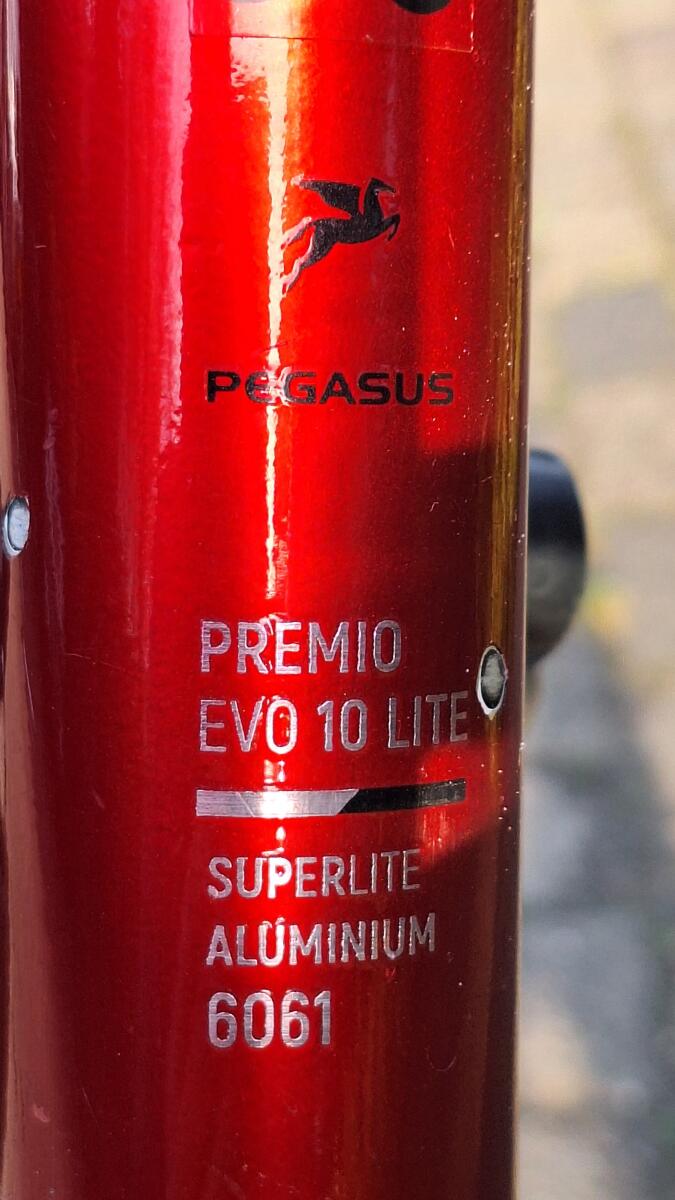 PEGASUS
PREMIO
EVO 10 LITE
SUPERLITE
ALUMINIUM
6061